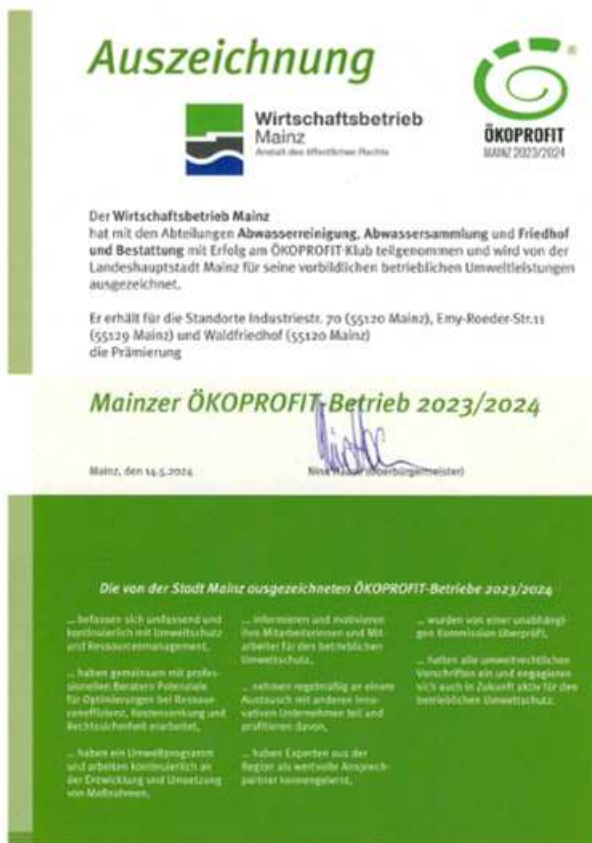 Auszeichnung
Wirtschaftsbetrieb
Mainz
Anstalt des öffentlichen Rechts
®
ÖKOPROFIT
MAINZ 2023/2024
Der Wirtschaftsbetrieb Mainz
hat mit den Abteilungen Abwasserreinigung, Abwassersammlung und Friedhof
und Bestattung mit Erfolg am ÖKOPROFIT-Klub teilgenommen und wird von der
Landeshauptstadt Mainz für seine vorbildlichen betrieblichen Umweltleistungen
ausgezeichnet.
Er erhält für die Standorte Industriestr. 70 (55120 Mainz), Emy-Roeder-Str.11
(55129 Mainz) und Waldfriedhof (55120 Mainz)
die Prämierung
Mainzer ÖKOPROFIT-Betrieb 2023/2024
Mainz, den 14.5.2024
(Oberbürgermeister)
Die von der Stadt Mainz ausgezeichneten ÖKOPROFIT-Betriebe 2023/2024
... befassen sich umfassend und
kontinuierlich mit Umweltschutz
und Ressourcenmanagement,
... haben gemeinsam mit profes-
sionellen Beratern Potenziale
für Optimierungen bei Ressour-
ceneffizienz, Kostensenkung und
Rechtssicherheit erarbeitet,
... haben ein Umweltprogramm
und arbeiten kontinuierlich an
der Entwicklung und Umsetzung
von Maßnahmen,
... informieren und motivieren
ihre Mitarbeiterinnen und Mit-
arbeiter für den betrieblichen
Umweltschutz,
... nehmen regelmäßig an einem
Austausch mit anderen inno-
vativen Unternehmen teil und
profitieren davon,
... haben Experten aus der
Region als wertvolle Ansprech-
partner kennengelernt,
... wurden von einer unabhängi-
gen Kommission überprüft,
... halten alle umweltrechtlichen
Vorschriften ein und engagieren
sich auch in Zukunft aktiv für den
betrieblichen Umweltschutz.